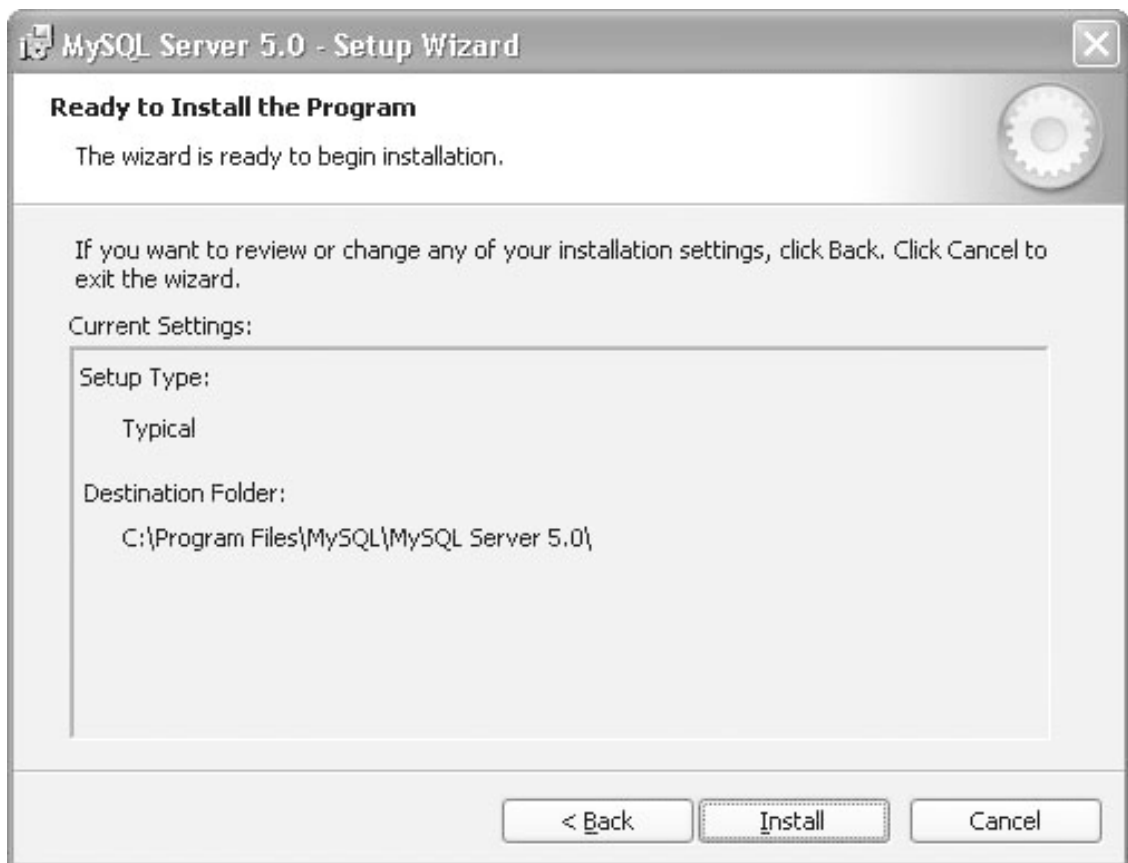 MySQL Server 5.0 - Setup Wizard
Ready to Install the Program
The wizard is ready to begin installation.
If you want to review or change any of your installation settings, click Back. Click Cancel to
exit the wizard.
Current Settings:
Setup Type:
Typical
Destination Folder:
C:\Program Files\MySQL\MySQL Server 5.0\
< Back
Install
Cancel